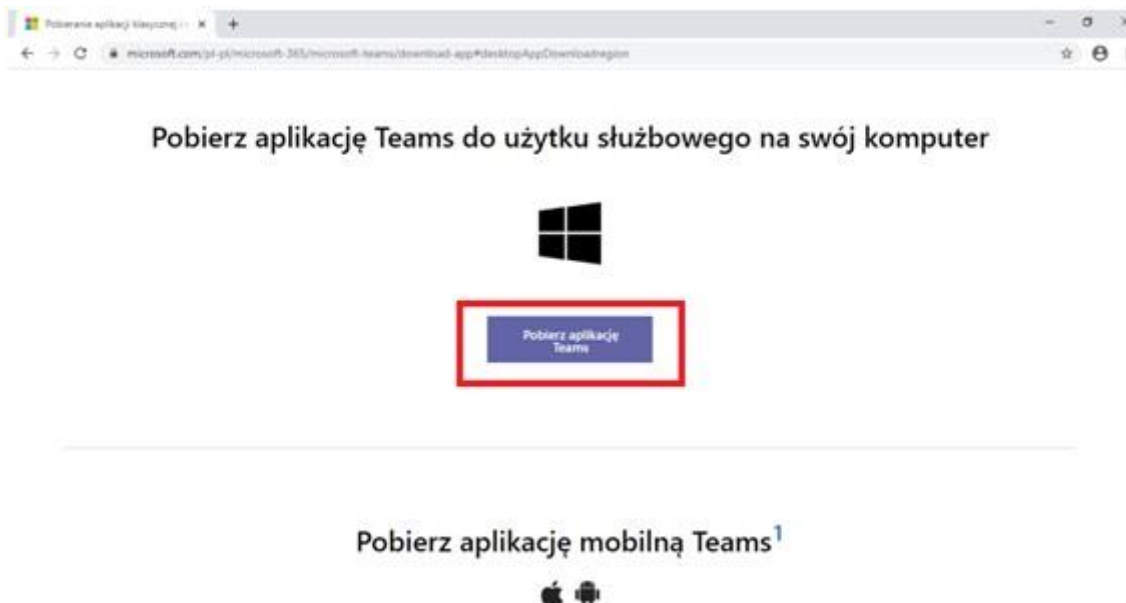 Pobieranie aplikacji klasycznej
microsoft.com/pl-pl/microsoft-365/microsoft-teams/download-app#desktopAppDownloadregion
Pobierz aplikację Teams do użytku służbowego na swój komputer
Pobierz aplikację
Teams
Pobierz aplikację mobilną Teams¹